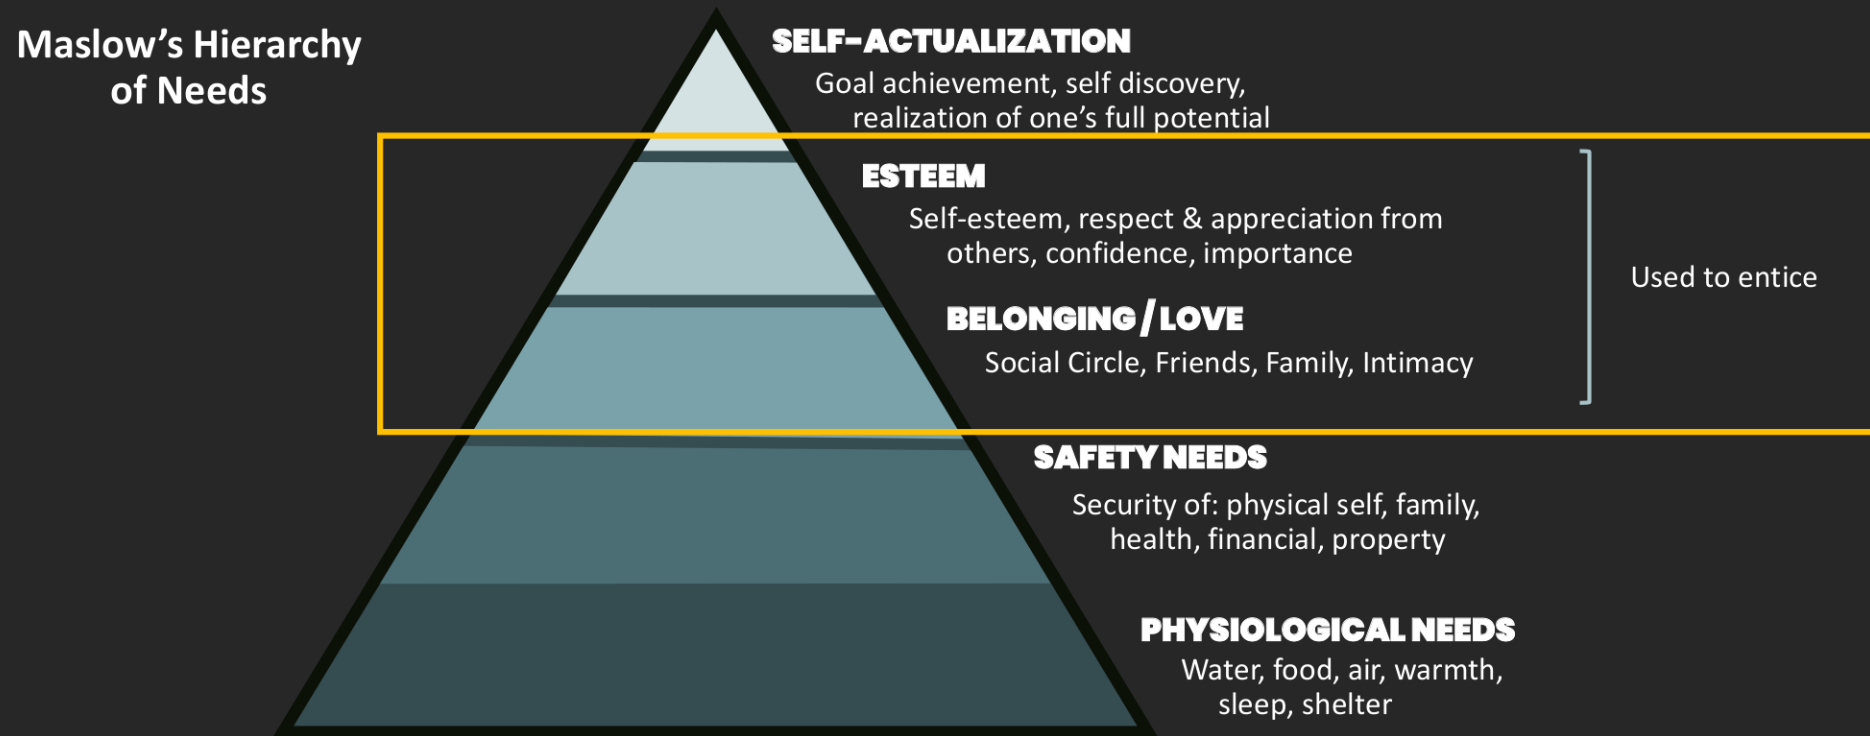 Maslow’s Hierarchy
of Needs
SELF-ACTUALIZATION
Goal achievement, self discovery,
realization of one’s full potential
ESTEEM
Self-esteem, respect & appreciation from
others, confidence, importance
Used to entice
BELONGING / LOVE
Social Circle, Friends, Family, Intimacy
SAFETY NEEDS
Security of: physical self, family,
health, financial, property
PHYSIOLOGICAL NEEDS
Water, food, air, warmth,
sleep, shelter